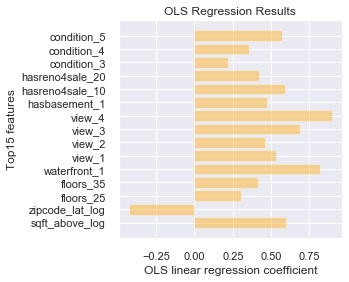 OLS Regression Results
condition_5
condition_4
condition_3
hasreno4sale_20
hasreno4sale_10
hasbasement_1
view_4
view_3
view_2
view_1
waterfront_1
floors_35
floors_25
zipcode_lat_log
sqft_above_log
Top15 features
-0.25 0.00 0.25 0.50 0.75
OLS linear regression coefficient